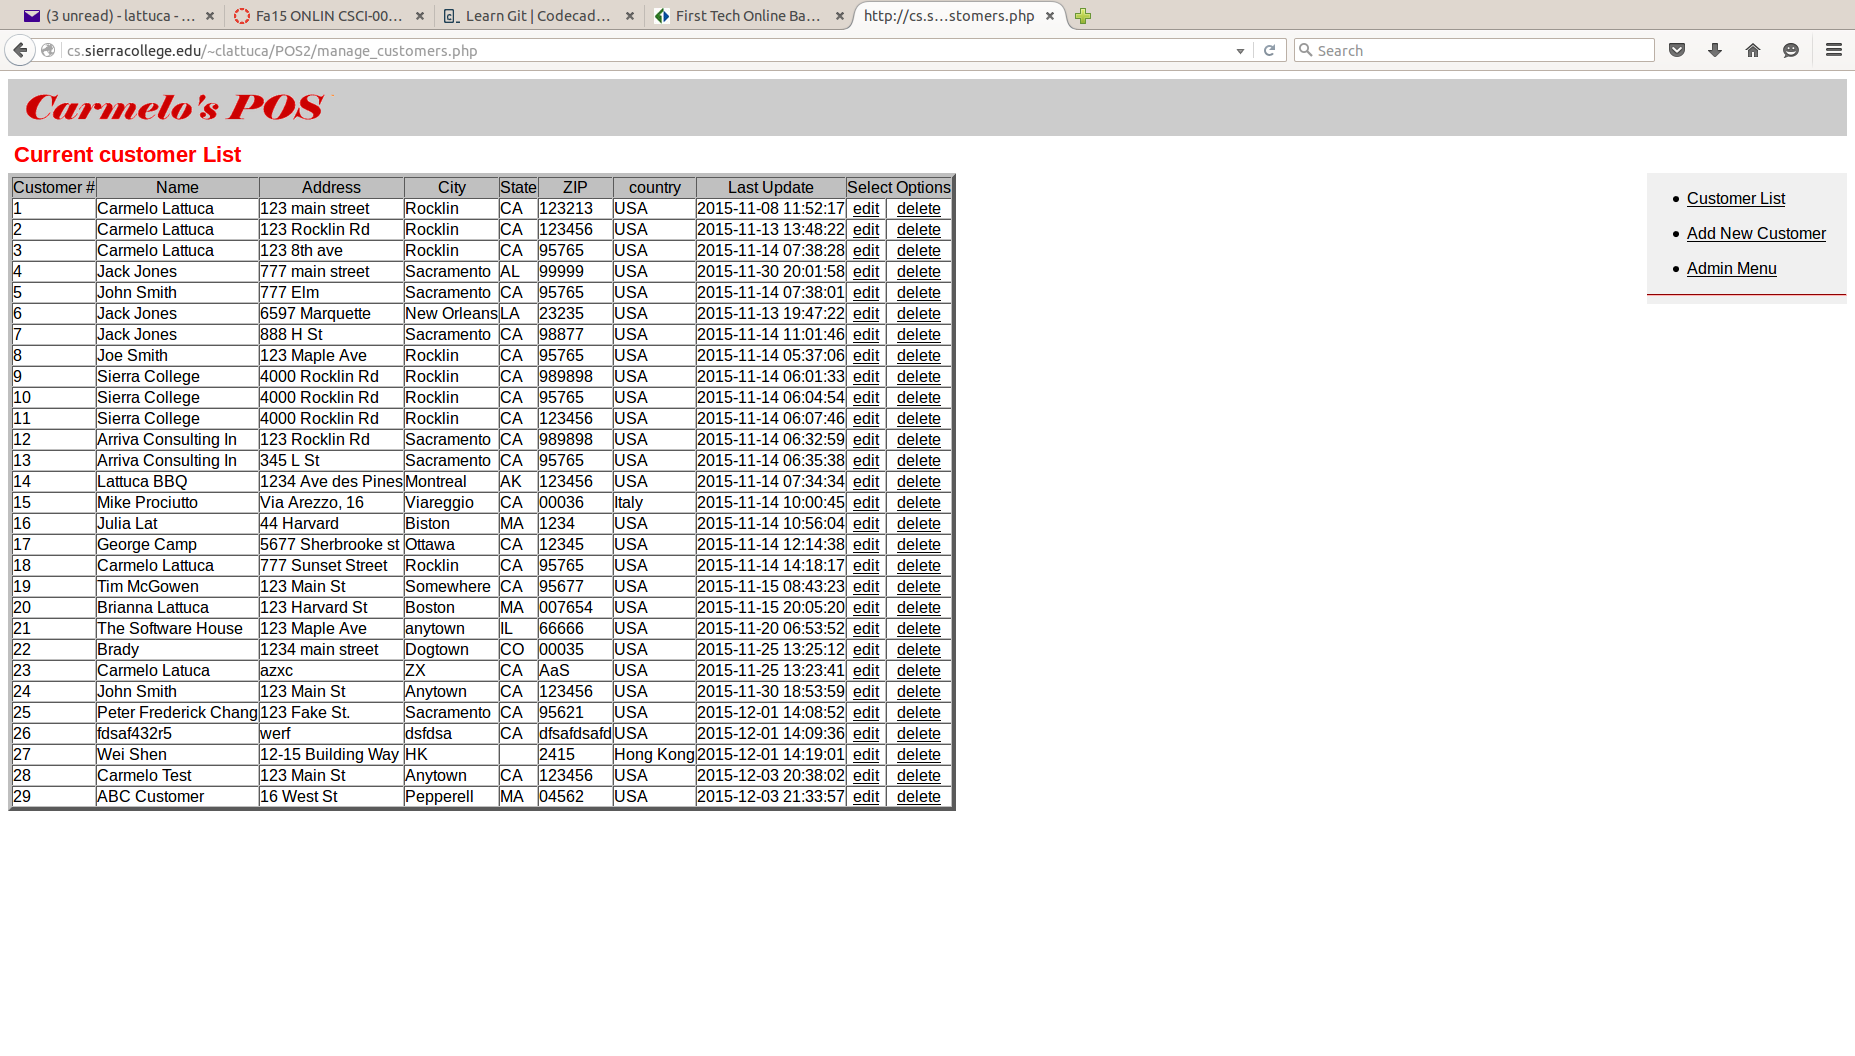 (3 unread) - lattuca - ... Fa15 ONLIN CSCI-00... Learn Git | Codecad... First Tech Online Ba... http://cs.s...stomers.php
cs.sierracollege.edu/~clattuca/POS2/manage_customers.php Search
Carmelo's POS
Current customer List
Customer # Name Address City State ZIP country Last Update Select Options
1 Carmelo Lattuca 123 main street Rocklin CA 123213 USA 2015-11-08 11:52:17 edit delete
2 Carmelo Lattuca 123 Rocklin Rd Rocklin CA 123456 USA 2015-11-13 13:48:22 edit delete
3 Carmelo Lattuca 123 8th ave Rocklin CA 95765 USA 2015-11-14 07:38:28 edit delete
4 Jack Jones 777 main street Sacramento AL 99999 USA 2015-11-30 20:01:58 edit delete
5 John Smith 777 Elm Sacramento CA 95765 USA 2015-11-14 07:38:01 edit delete
6 Jack Jones 6597 Marquette New Orleans LA 23235 USA 2015-11-13 19:47:22 edit delete
7 Jack Jones 888 H St Sacramento CA 98877 USA 2015-11-14 11:01:46 edit delete
8 Joe Smith 123 Maple Ave Rocklin CA 95765 USA 2015-11-14 05:37:06 edit delete
9 Sierra College 4000 Rocklin Rd Rocklin CA 989898 USA 2015-11-14 06:01:33 edit delete
10 Sierra College 4000 Rocklin Rd Rocklin CA 95765 USA 2015-11-14 06:04:54 edit delete
11 Sierra College 4000 Rocklin Rd Rocklin CA 123456 USA 2015-11-14 06:07:46 edit delete
12 Arriva Consulting In 123 Rocklin Rd Sacramento CA 989898 USA 2015-11-14 06:32:59 edit delete
13 Arriva Consulting In 345 L St Sacramento CA 95765 USA 2015-11-14 06:35:38 edit delete
14 Lattuca BBQ 1234 Ave des Pines Montreal AK 123456 USA 2015-11-14 07:34:34 edit delete
15 Mike Prociutto Via Arezzo, 16 Viareggio CA 00036 Italy 2015-11-14 10:00:45 edit delete
16 Julia Lat 44 Harvard Biston MA 1234 USA 2015-11-14 10:56:04 edit delete
17 George Camp 5677 Sherbrooke st Ottawa CA 12345 USA 2015-11-14 12:14:38 edit delete
18 Carmelo Lattuca 777 Sunset Street Rocklin CA 95765 USA 2015-11-14 14:18:17 edit delete
19 Tim McGowen 123 Main St Somewhere CA 95677 USA 2015-11-15 08:43:23 edit delete
20 Brianna Lattuca 123 Harvard St Boston MA 007654 USA 2015-11-15 20:05:20 edit delete
21 The Software House 123 Maple Ave anytown IL 66666 USA 2015-11-20 06:53:52 edit delete
22 Brady 1234 main street Dogtown CO 00035 USA 2015-11-25 13:25:12 edit delete
23 Carmelo Latuca azxc ZX CA AaS USA 2015-11-25 13:23:41 edit delete
24 John Smith 123 Main St Anytown CA 123456 USA 2015-11-30 18:53:59 edit delete
25 Peter Frederick Chang 123 Fake St. Sacramento CA 95621 USA 2015-12-01 14:08:52 edit delete
26 fdsaf432r5 werf dsfdsa CA dfsafdsafd USA 2015-12-01 14:09:36 edit delete
27 Wei Shen 12-15 Building Way HK 2415 Hong Kong 2015-12-01 14:19:01 edit delete
28 Carmelo Test 123 Main St Anytown CA 123456 USA 2015-12-03 20:38:02 edit delete
29 ABC Customer 16 West St Pepperell MA 04562 USA 2015-12-03 21:33:57 edit delete
Customer List
Add New Customer
Admin Menu